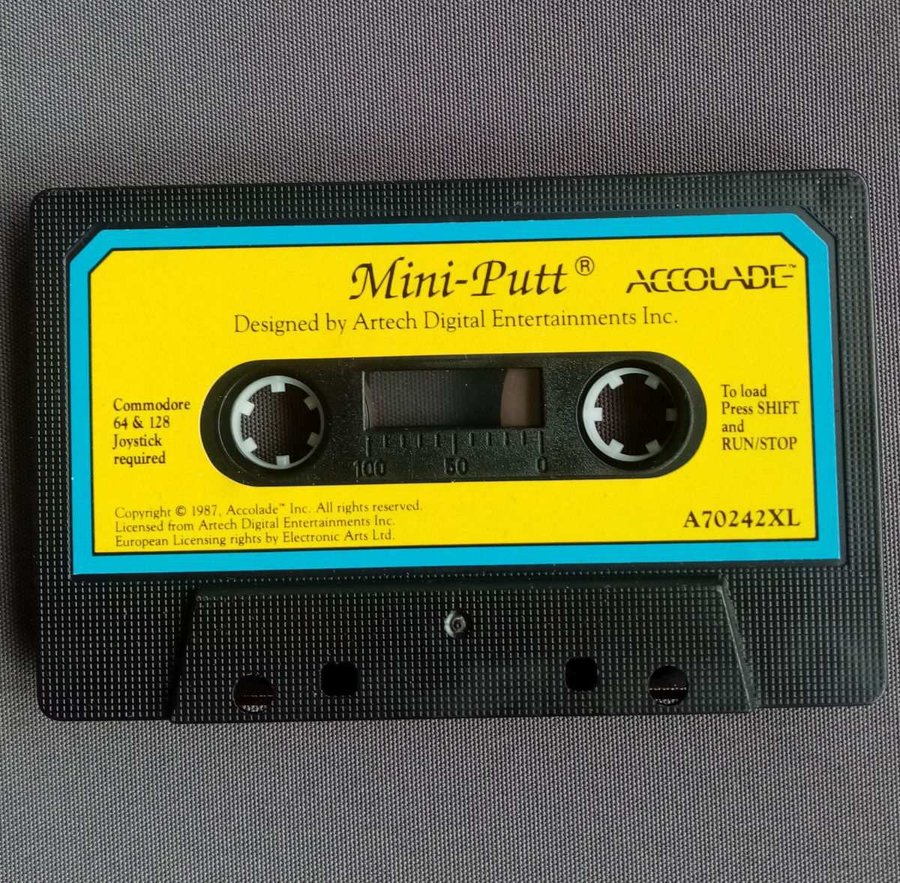 Mini-Putt®
ACCOLADE™
Designed by Artech Digital Entertainments Inc.
Commodore
64 & 128
Joystick
required
100 50 0
To load
Press SHIFT
and
RUN/STOP
Copyright © 1987, Accolade™ Inc. All rights reserved.
Licensed from Artech Digital Entertainments Inc.
European Licensing rights by Electronic Arts Ltd.
A70242XL